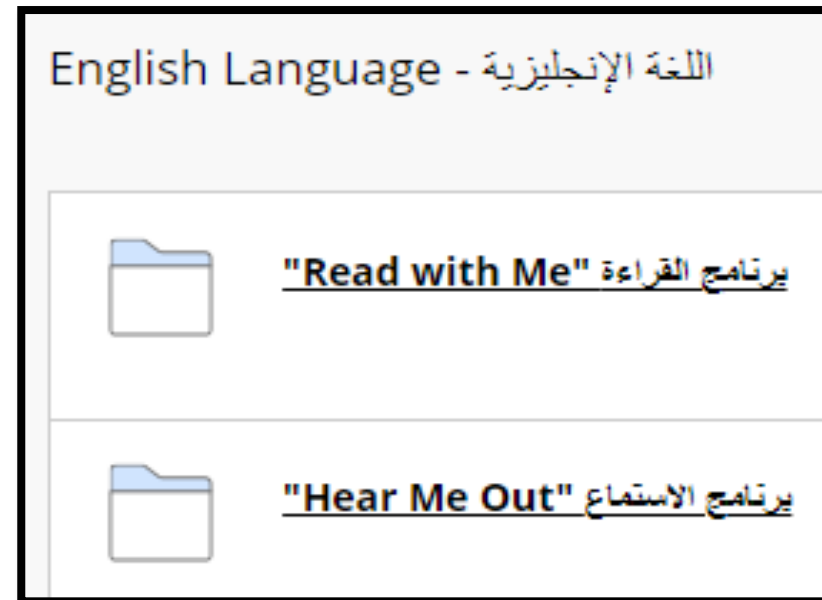 English Language - اللغة الإنجليزية
برنامج القراءة "Read with Me"
برنامج الاستماع "Hear Me Out"